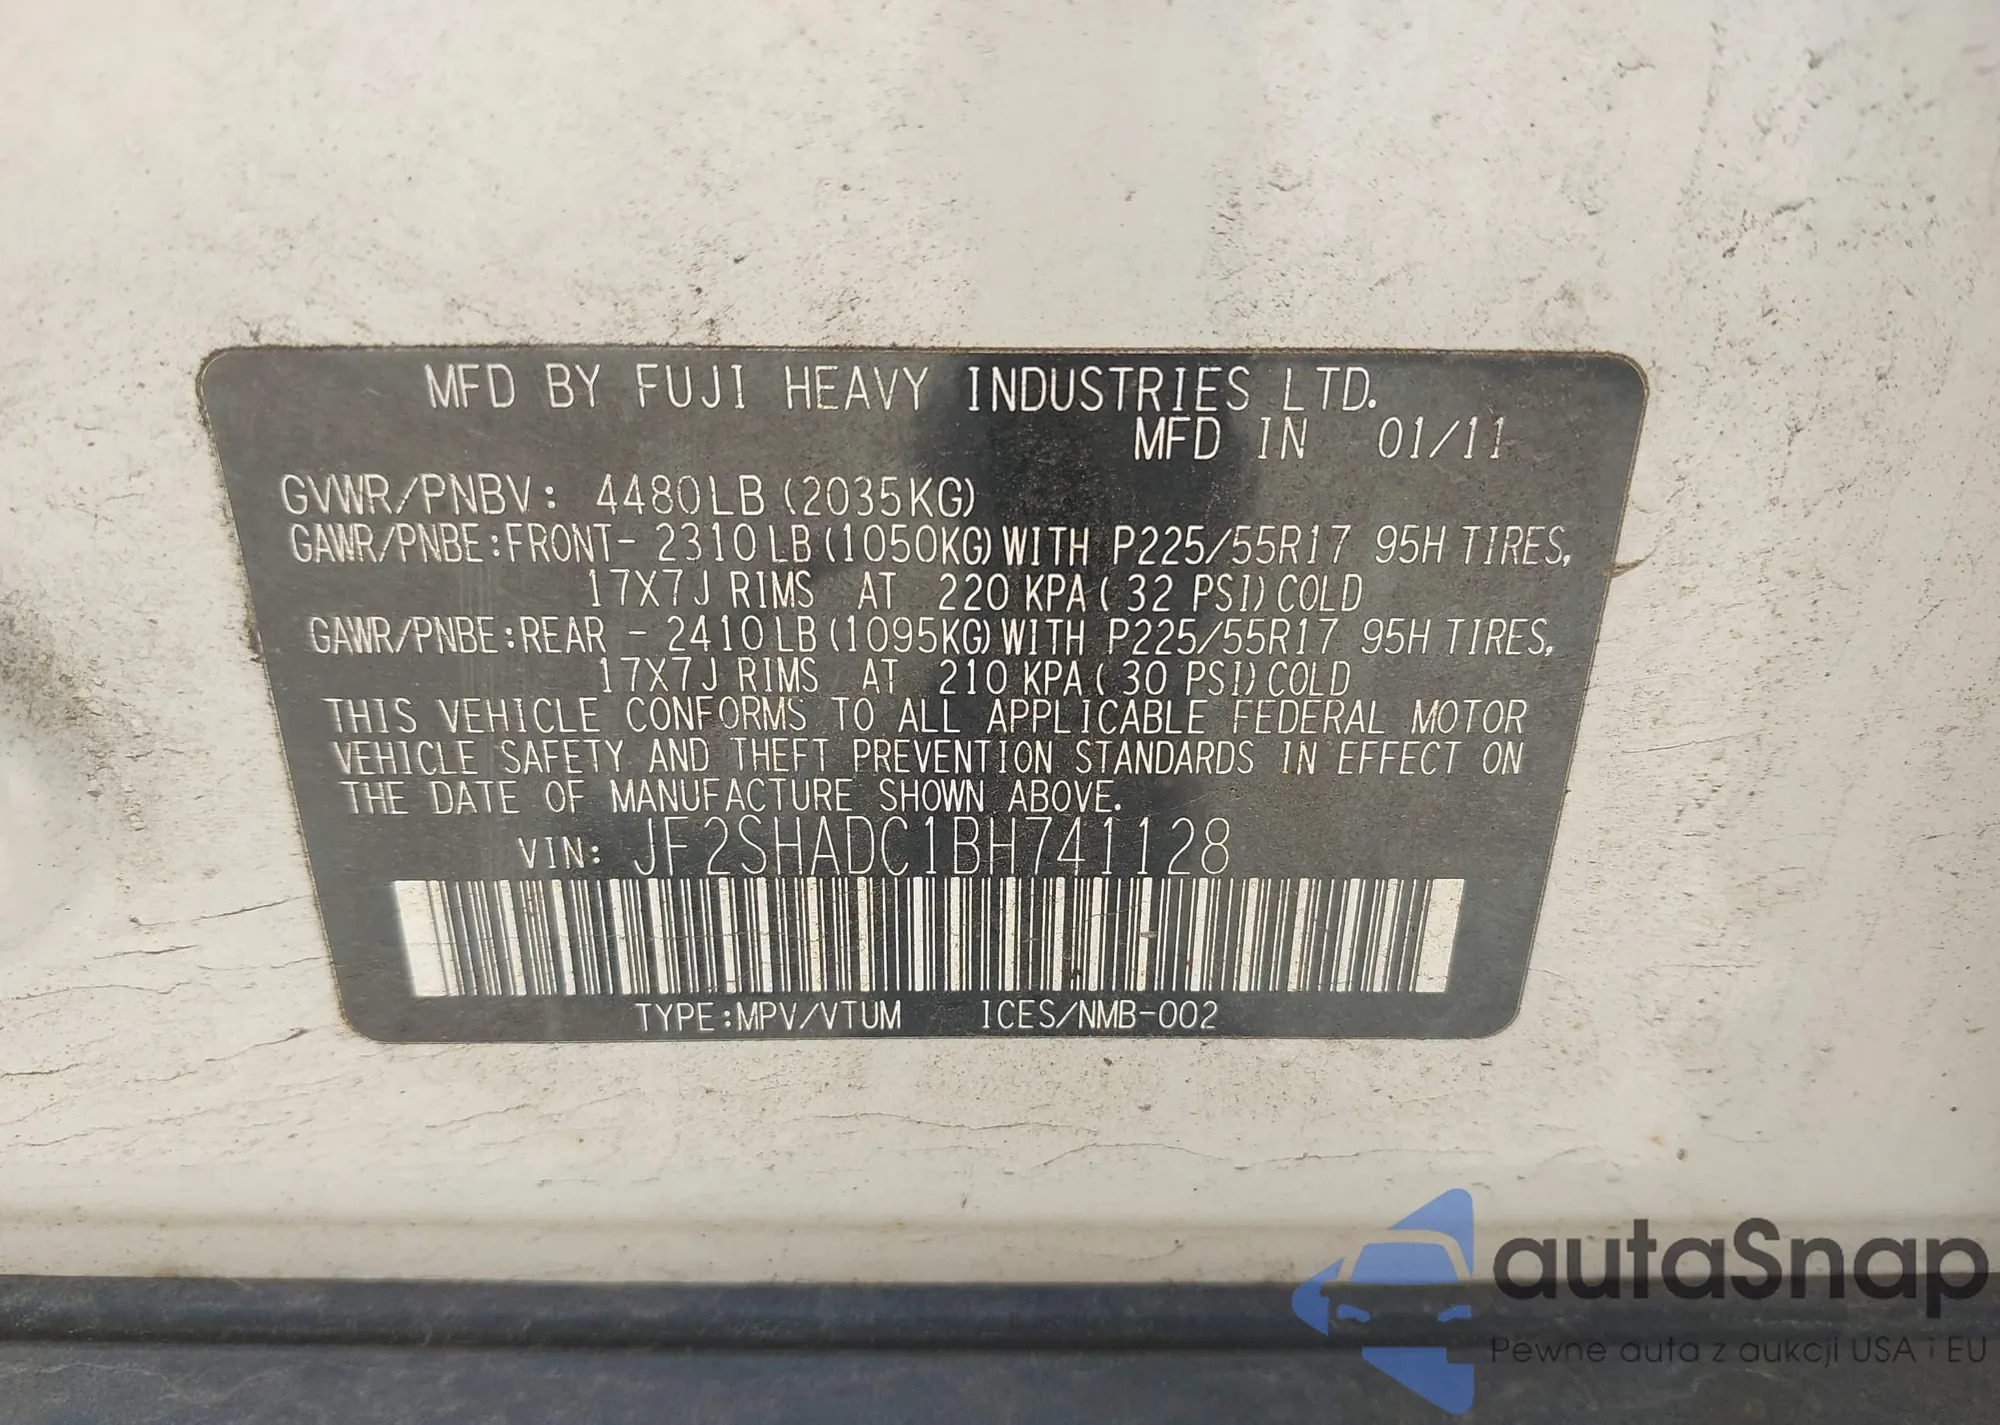 MFD BY FUJI HEAVY INDUSTRIES LTD.
MFD IN 01/11
GVWR/PNBV: 4480LB(2035KG)
GAWR/PNBE:FRONT- 2310LB(1050KG)WITH P225/55R17 95H TIRES,
17X7J RIMS AT 220 KPA( 32 PSI)COLD
GAWR/PNBE:REAR - 2410LB(1095KG)WITH P225/55R17 95H TIRES,
17X7J RIMS AT 210 KPA( 30 PSI)COLD
THIS VEHICLE CONFORMS TO ALL APPLICABLE FEDERAL MOTOR
VEHICLE SAFETY AND THEFT PREVENTION STANDARDS IN EFFECT ON
THE DATE OF MANUFACTURE SHOWN ABOVE.
VIN: JF2SHADC1BH741128
TYPE:MPV/VTUM ICES/NMB-002
autaSnap
Pewne auta z aukcji USA i EU